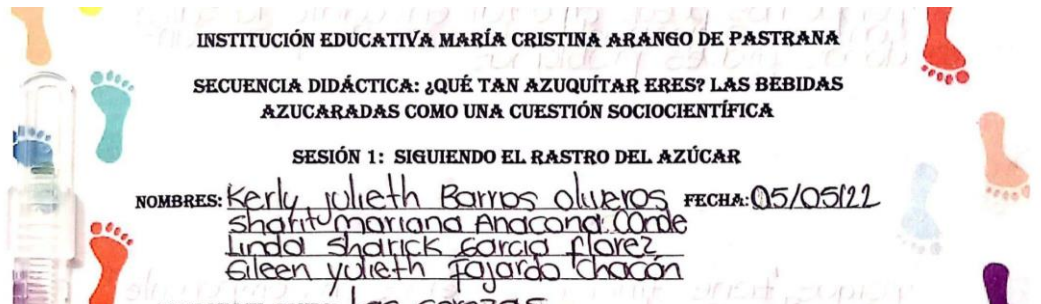 INSTITUCIÓN EDUCATIVA MARÍA CRISTINA ARANGO DE PASTRANA
SECUENCIA DIDÁCTICA: ¿QUÉ TAN AZUQUÍTAR ERES? LAS BEBIDAS
AZUCARADAS COMO UNA CUESTIÓN SOCIOCIENTÍFICA
SESIÓN 1: SIGUIENDO EL RASTRO DEL AZÚCAR
NOMBRES: Kerly yulieth Barros oliveros FECHA: 05/05/22
Sharit mariana Anacona Conde
Linda Sharick Garcia florez
Eileen yulieth Fajardo Chacón